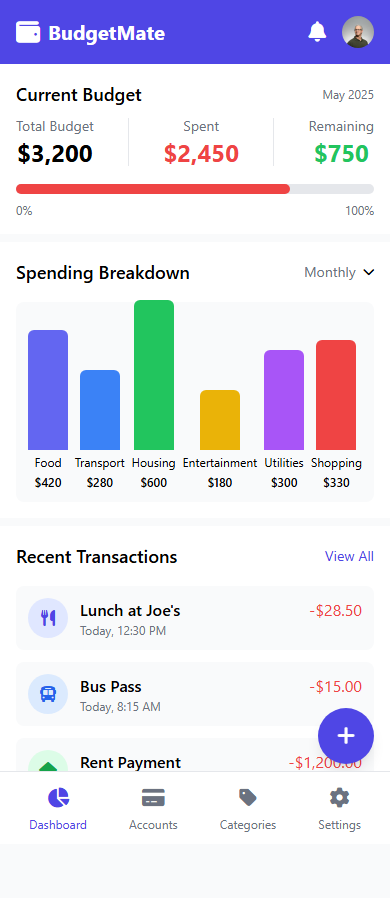 BudgetMate
Current Budget
May 2025
Total Budget
Spent
Remaining
$3,200
$2,450
$750
0%
100%
Spending Breakdown
Monthly
Food
Transport
Housing
Entertainment
Utilities
Shopping
$420
$280
$600
$180
$300
$330
Recent Transactions
View All
Lunch at Joe's
-$28.50
Today, 12:30 PM
Bus Pass
-$15.00
Today, 8:15 AM
Rent Payment
-$1,200.00
Dashboard
Accounts
Categories
Settings